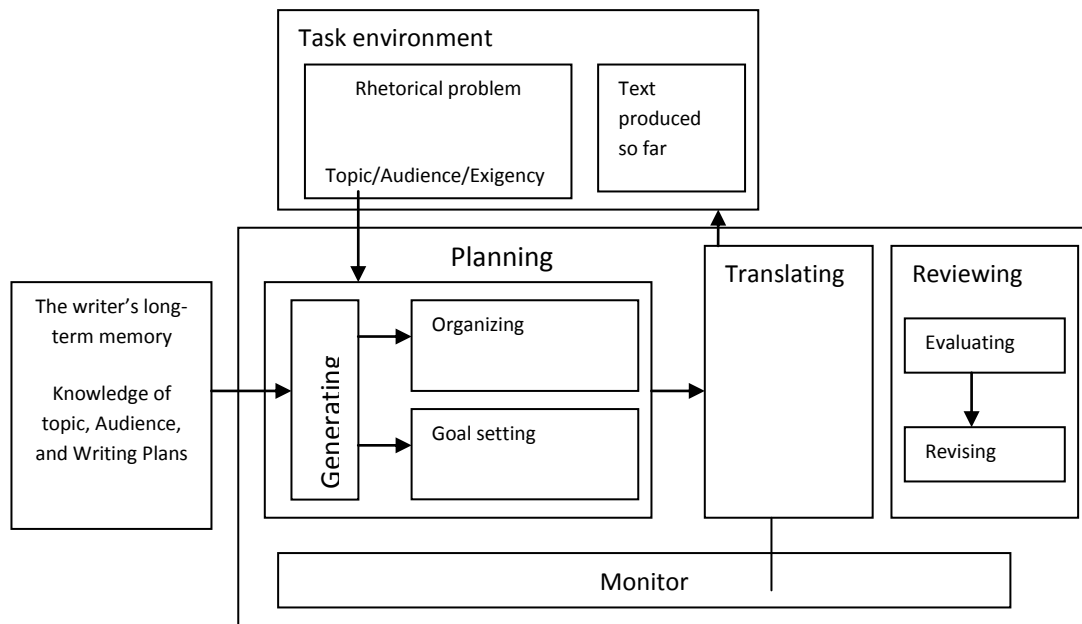 Task environment
Rhetorical problem
Topic/Audience/Exigency
Text
produced
so far
Planning
Translating
Reviewing
The writer’s long-
term memory
Knowledge of
topic, Audience,
and Writing Plans
Generating
Organizing
Goal setting
Evaluating
Revising
Monitor